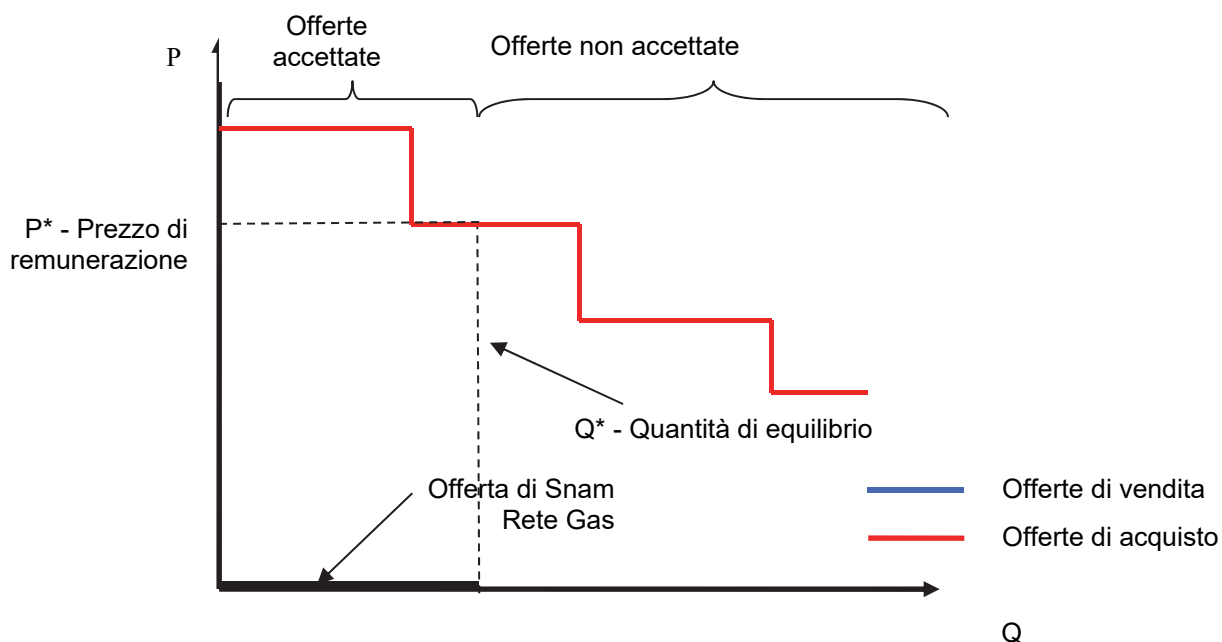 Offerte
accettate
Offerte non accettate
P
P* - Prezzo di
remunerazione
Q* - Quantità di equilibrio
Offerta di Snam
Rete Gas
Offerte di vendita
Offerte di acquisto
Q